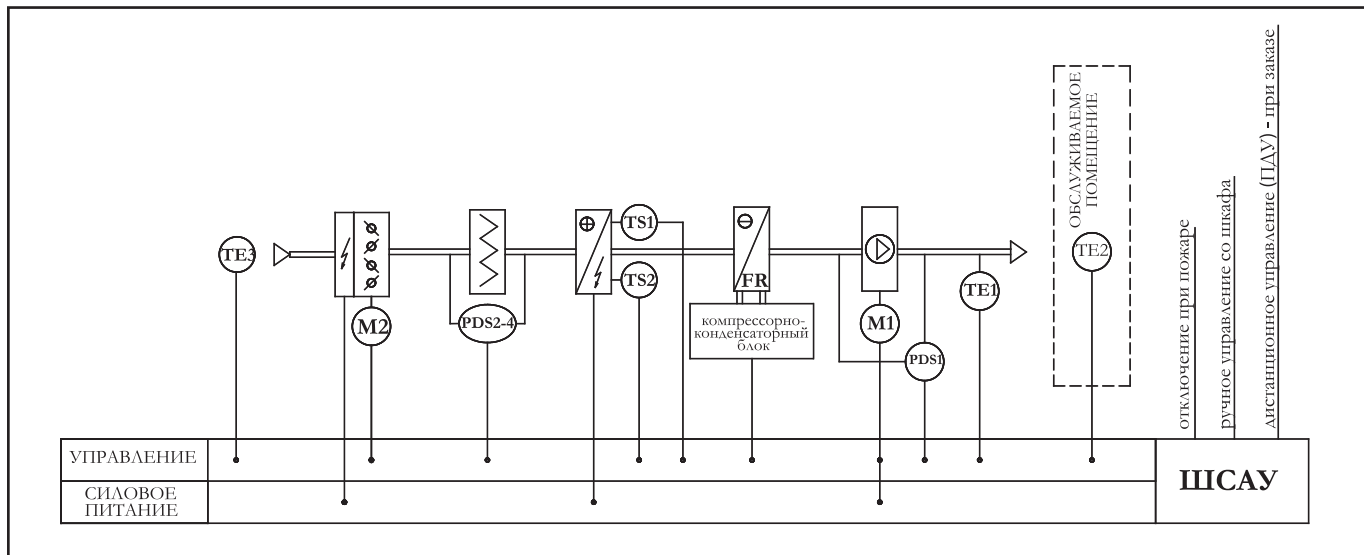 ОБСЛУЖИВАЕМОЕ
ПОМЕЩЕНИЕ
отключение при пожаре
ручное управление со шкафа
дистанционное управление (ПДУ) - при заказе
TE3
TS1
TS2
TE2
FR
TE1
M2
PDS2-4
компрессорно-
конденсаторный
блок
M1
PDS1
УПРАВЛЕНИЕ
СИЛОВОЕ
ПИТАНИЕ
ШСАУ